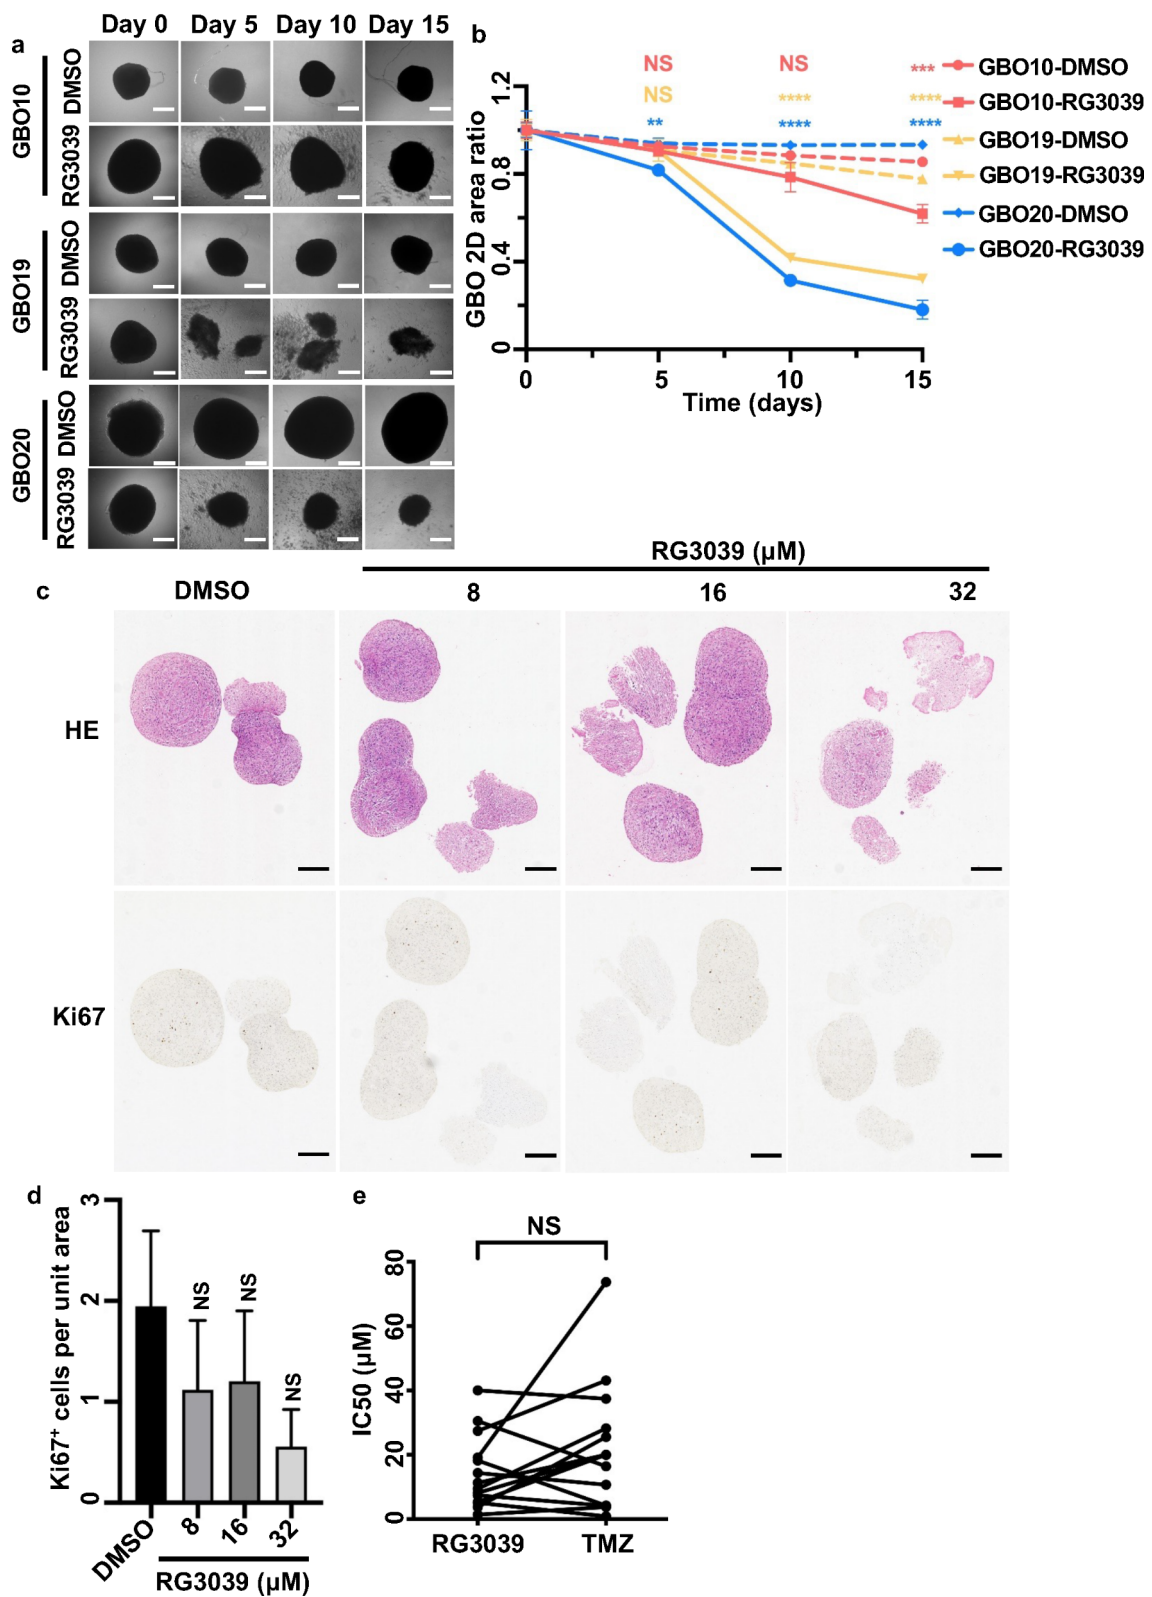 a
Day 0 Day 5 Day 10 Day 15
GBO10
DMSO
RG3039
GBO19
DMSO
RG3039
GBO20
DMSO
RG3039
b
GBO 2D area ratio
1.2
0.8
0.4
0
0 5 10 15
Time (days)
NS NS ***
NS **** ****
** **** ****
GBO10-DMSO
GBO10-RG3039
GBO19-DMSO
GBO19-RG3039
GBO20-DMSO
GBO20-RG3039
c
RG3039 (µM)
DMSO 8 16 32
HE
Ki67
d
Ki67⁺ cells per unit area
3
2
1
0
NS NS NS
DMSO 8 16 32
RG3039 (µM)
e
NS
IC50 (µM)
80
60
40
20
0
RG3039 TMZ